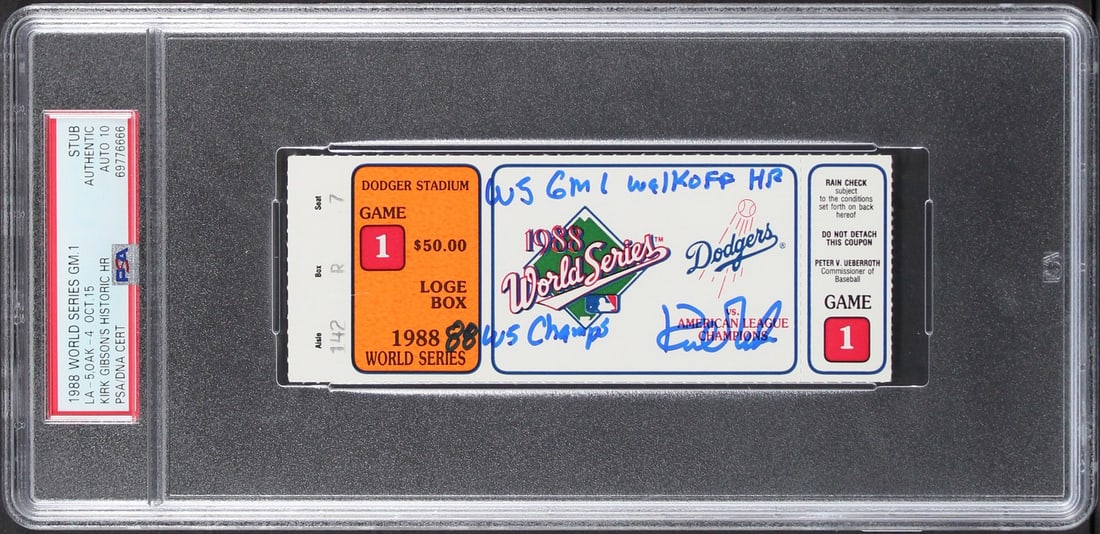 1988 WORLD SERIES GM.1
LA-5,OAK-4 OCT.15
KIRK GIBSON'S HISTORIC HR
PSA/DNA CERT
STUB
AUTHENTIC
AUTO 10
69776666
PSA
Aisle 142
Box R
Seat 7
DODGER STADIUM
GAME
1
$50.00
LOGE
BOX
1988
WORLD SERIES
WS GM 1 WalkOFF HR
1988
World Series™
Dodgers®
vs.
AMERICAN LEAGUE
CHAMPIONS
88 WS Champs
RAIN CHECK
subject
to the conditions
set forth on back
hereof
DO NOT DETACH
THIS COUPON
PETER V. UEBERROTH
Commissioner of
Baseball
GAME
1